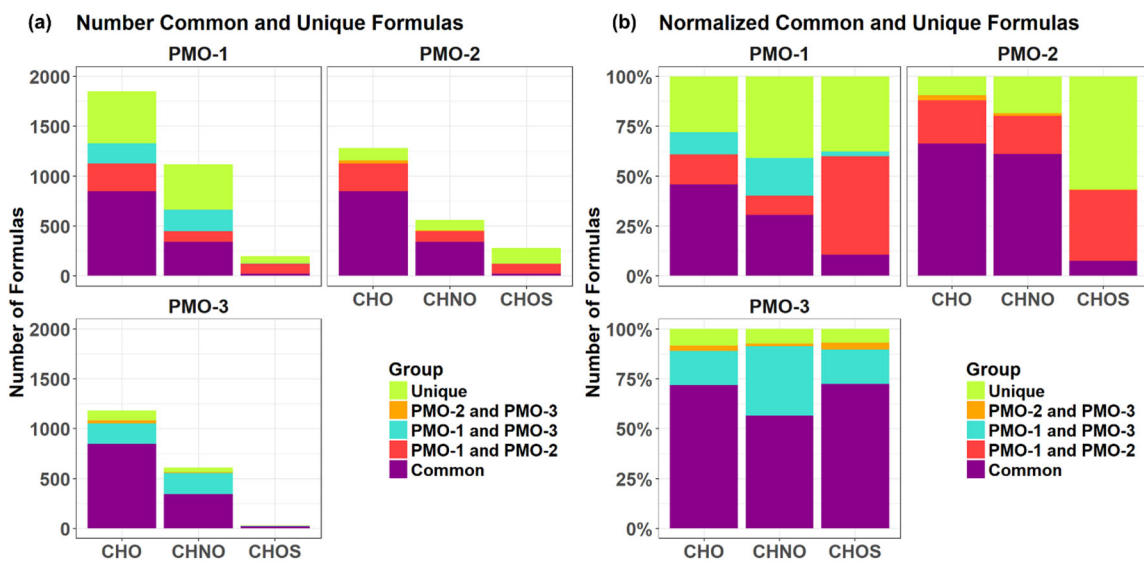 (a) Number Common and Unique Formulas
PMO-1
PMO-2
2000
1500
1000
500
0
Number of Formulas
CHO CHNO CHOS
PMO-3
2000
1500
1000
500
0
CHO CHNO CHOS
Group
Unique
PMO-2 and PMO-3
PMO-1 and PMO-3
PMO-1 and PMO-2
Common
(b) Normalized Common and Unique Formulas
PMO-1
PMO-2
100%
75%
50%
25%
0%
Number of Formulas
CHO CHNO CHOS
PMO-3
100%
75%
50%
25%
0%
CHO CHNO CHOS
Group
Unique
PMO-2 and PMO-3
PMO-1 and PMO-3
PMO-1 and PMO-2
Common